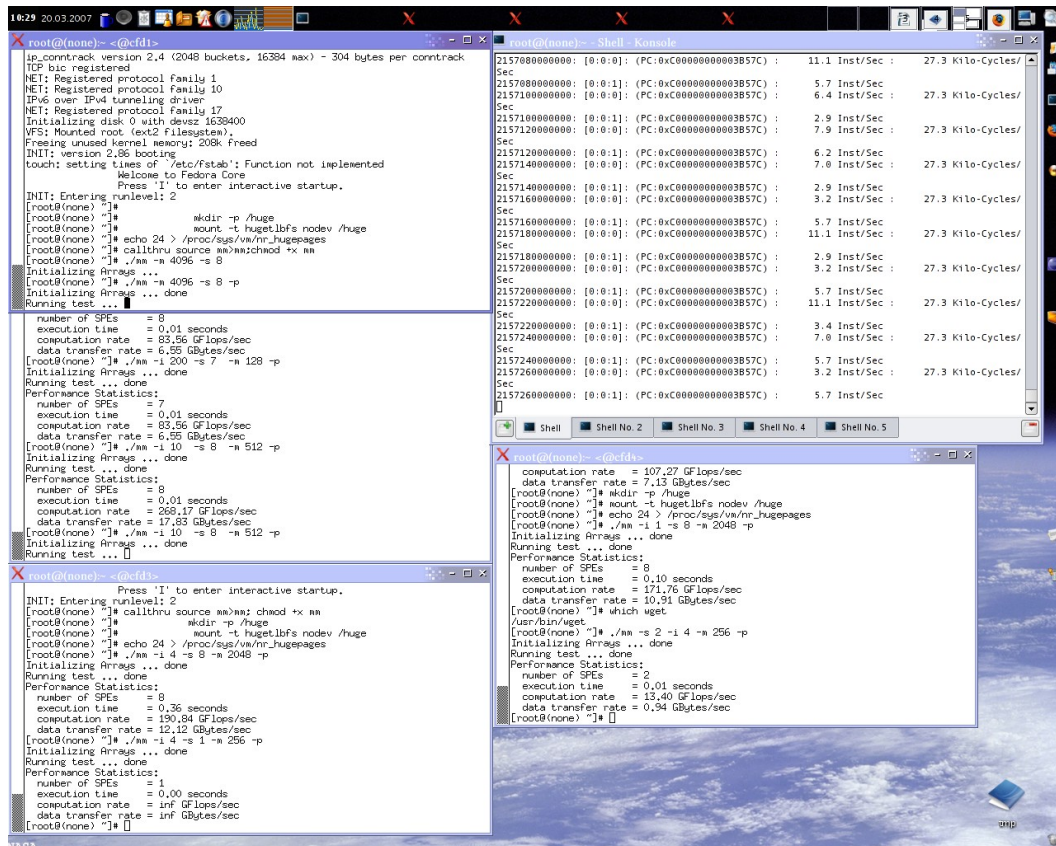 10:29 20.03.2007
root@(none):~ <@cfd1>
ip_conntrack version 2.4 (2048 buckets, 16384 max) - 304 bytes per conntrack
TCP bic registered
NET: Registered protocol family 1
NET: Registered protocol family 10
IPv6 over IPv4 tunneling driver
NET: Registered protocol family 17
Initializing disk 0 with devsz 1638400
VFS: Mounted root (ext2 filesystem).
Freeing unused kernel memory: 208k freed
INIT: version 2.86 booting
touch: setting times of `/etc/fstab': Function not implemented
Welcome to Fedora Core
Press 'I' to enter interactive startup.
INIT: Entering runlevel: 2
[root@(none) ~]#
[root@(none) ~]# mkdir -p /huge
[root@(none) ~]# mount -t hugetlbfs nodev /huge
[root@(none) ~]# echo 24 > /proc/sys/vm/nr_hugepages
[root@(none) ~]# callthru source mm>mm;chmod +x mm
[root@(none) ~]# ./mm -m 4096 -s 8
Initializing Arrays ...
[root@(none) ~]# ./mm -m 4096 -s 8 -p
Initializing Arrays ... done
Running test ...
number of SPEs = 8
execution time = 0.01 seconds
computation rate = 83.56 GFlops/sec
data transfer rate = 6.55 GBytes/sec
[root@(none) ~]# ./mm -i 200 -s 7 -m 128 -p
Initializing Arrays ... done
Running test ... done
Performance Statistics:
number of SPEs = 7
execution time = 0.01 seconds
computation rate = 83.56 GFlops/sec
data transfer rate = 6.55 GBytes/sec
[root@(none) ~]# ./mm -i 10 -s 8 -m 512 -p
Initializing Arrays ... done
Running test ... done
Performance Statistics:
number of SPEs = 8
execution time = 0.01 seconds
computation rate = 268.17 GFlops/sec
data transfer rate = 17.83 GBytes/sec
[root@(none) ~]# ./mm -i 10 -s 8 -m 512 -p
Initializing Arrays ... done
Running test ...
root@(none):~ <@cfd3>
Press 'I' to enter interactive startup.
INIT: Entering runlevel: 2
[root@(none) ~]# callthru source mm>mm; chmod +x mm
[root@(none) ~]# mkdir -p /huge
[root@(none) ~]# mount -t hugetlbfs nodev /huge
[root@(none) ~]# echo 24 > /proc/sys/vm/nr_hugepages
[root@(none) ~]# ./mm -i 4 -s 8 -m 2048 -p
Initializing Arrays ... done
Running test ... done
Performance Statistics:
number of SPEs = 8
execution time = 0.36 seconds
computation rate = 190.84 GFlops/sec
data transfer rate = 12.12 GBytes/sec
[root@(none) ~]# ./mm -i 4 -s 1 -m 256 -p
Initializing Arrays ... done
Running test ... done
Performance Statistics:
number of SPEs = 1
execution time = 0.00 seconds
computation rate = inf GFlops/sec
data transfer rate = inf GBytes/sec
[root@(none) ~]#
root@(none):~ - Shell - Konsole
2157080000000: [0:0:0]: (PC:0xC00000000003B57C) : 11.1 Inst/Sec : 27.3 Kilo-Cycles/
Sec
2157080000000: [0:0:1]: (PC:0xC00000000003B57C) : 5.7 Inst/Sec
2157100000000: [0:0:0]: (PC:0xC00000000003B57C) : 6.4 Inst/Sec : 27.3 Kilo-Cycles/
Sec
2157100000000: [0:0:1]: (PC:0xC00000000003B57C) : 2.9 Inst/Sec
2157120000000: [0:0:0]: (PC:0xC00000000003B57C) : 7.9 Inst/Sec : 27.3 Kilo-Cycles/
Sec
2157120000000: [0:0:1]: (PC:0xC00000000003B57C) : 6.2 Inst/Sec
2157140000000: [0:0:0]: (PC:0xC00000000003B57C) : 7.0 Inst/Sec : 27.3 Kilo-Cycles/
Sec
2157140000000: [0:0:1]: (PC:0xC00000000003B57C) : 2.9 Inst/Sec
2157160000000: [0:0:0]: (PC:0xC00000000003B57C) : 3.2 Inst/Sec : 27.3 Kilo-Cycles/
Sec
2157160000000: [0:0:1]: (PC:0xC00000000003B57C) : 5.7 Inst/Sec
2157180000000: [0:0:0]: (PC:0xC00000000003B57C) : 11.1 Inst/Sec : 27.3 Kilo-Cycles/
Sec
2157180000000: [0:0:1]: (PC:0xC00000000003B57C) : 2.9 Inst/Sec
2157200000000: [0:0:0]: (PC:0xC00000000003B57C) : 3.2 Inst/Sec : 27.3 Kilo-Cycles/
Sec
2157200000000: [0:0:1]: (PC:0xC00000000003B57C) : 5.7 Inst/Sec
2157220000000: [0:0:0]: (PC:0xC00000000003B57C) : 11.1 Inst/Sec : 27.3 Kilo-Cycles/
Sec
2157220000000: [0:0:1]: (PC:0xC00000000003B57C) : 3.4 Inst/Sec
2157240000000: [0:0:0]: (PC:0xC00000000003B57C) : 7.0 Inst/Sec : 27.3 Kilo-Cycles/
Sec
2157240000000: [0:0:1]: (PC:0xC00000000003B57C) : 5.7 Inst/Sec
2157260000000: [0:0:0]: (PC:0xC00000000003B57C) : 3.2 Inst/Sec : 27.3 Kilo-Cycles/
Sec
2157260000000: [0:0:1]: (PC:0xC00000000003B57C) : 5.7 Inst/Sec
Shell Shell No. 2 Shell No. 3 Shell No. 4 Shell No. 5
root@(none):~ <@cfd4>
computation rate = 107.27 GFlops/sec
data transfer rate = 7.13 GBytes/sec
[root@(none) ~]# mkdir -p /huge
[root@(none) ~]# mount -t hugetlbfs nodev /huge
[root@(none) ~]# echo 24 > /proc/sys/vm/nr_hugepages
[root@(none) ~]# ./mm -i 1 -s 8 -m 2048 -p
Initializing Arrays ... done
Running test ... done
Performance Statistics:
number of SPEs = 8
execution time = 0.10 seconds
computation rate = 171.76 GFlops/sec
data transfer rate = 10.91 GBytes/sec
[root@(none) ~]# which wget
/usr/bin/wget
[root@(none) ~]# ./mm -s 2 -i 4 -m 256 -p
Initializing Arrays ... done
Running test ... done
Performance Statistics:
number of SPEs = 2
execution time = 0.01 seconds
computation rate = 13.40 GFlops/sec
data transfer rate = 0.94 GBytes/sec
[root@(none) ~]#